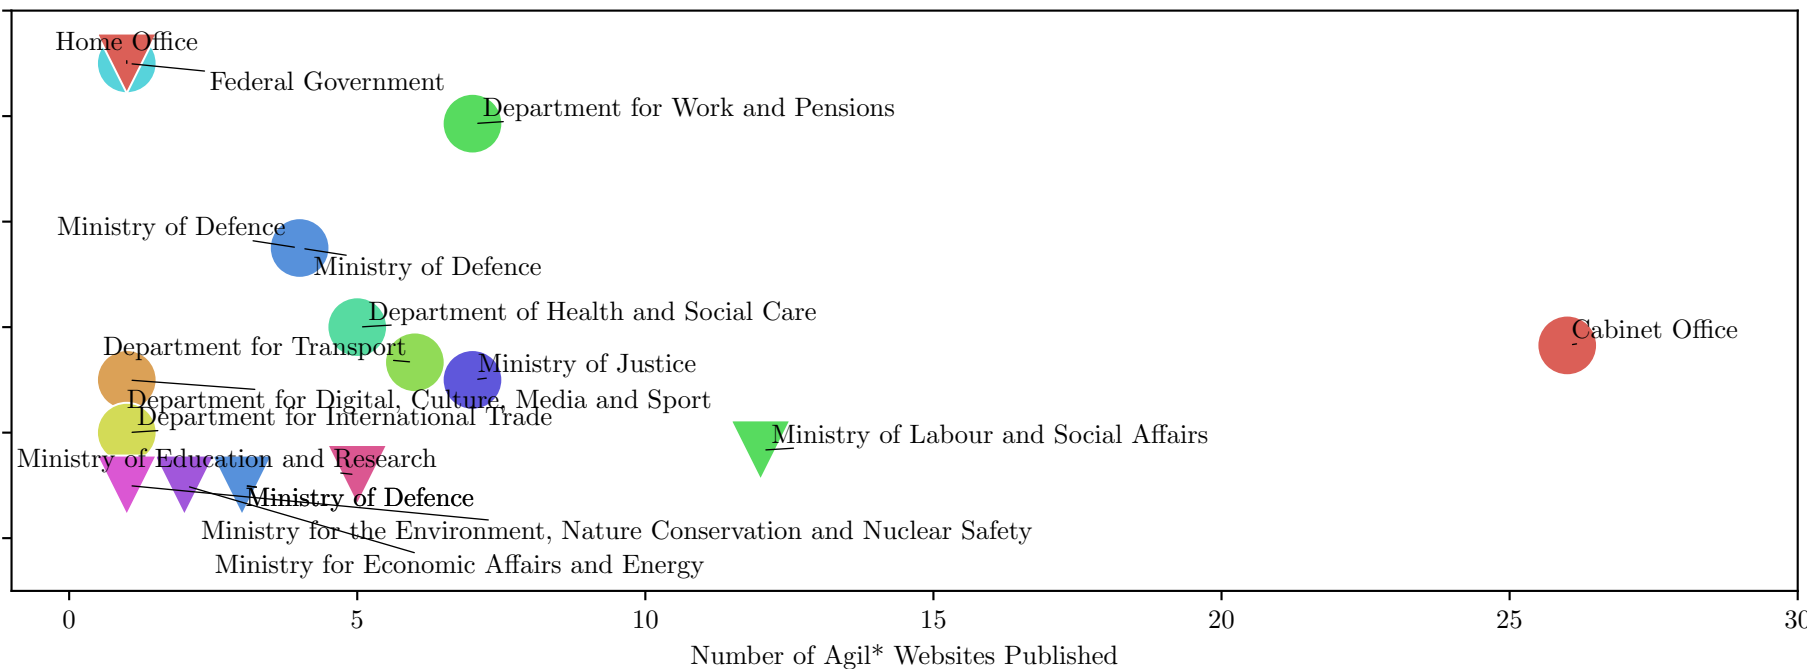 Home Office
Federal Government
Department for Work and Pensions
Ministry of Defence
Ministry of Defence
Department of Health and Social Care
Cabinet Office
Department for Transport
Ministry of Justice
Department for Digital, Culture, Media and Sport
Department for International Trade
Ministry of Labour and Social Affairs
Ministry of Education and Research
Ministry of Defence
Ministry for the Environment, Nature Conservation and Nuclear Safety
Ministry for Economic Affairs and Energy
0 5 10 15 20 25 30
Number of Agil* Websites Published